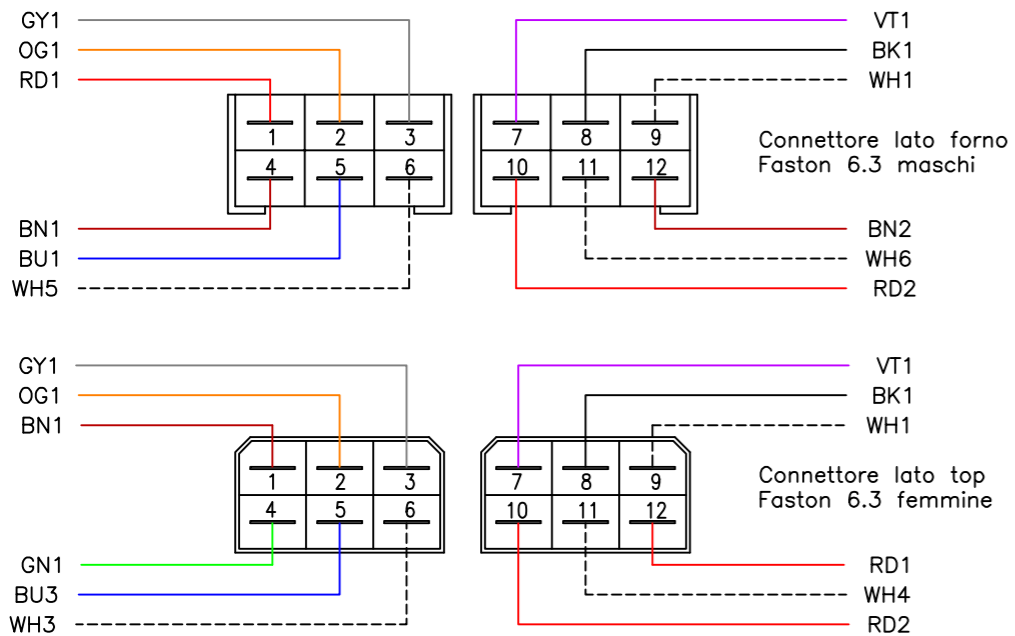 GY1
OG1
RD1
VT1
BK1
WH1
1 2 3
4 5 6
7 8 9
10 11 12
Connettore lato forno
Faston 6.3 maschi
BN1
BU1
WH5
BN2
WH6
RD2
GY1
OG1
BN1
VT1
BK1
WH1
1 2 3
4 5 6
7 8 9
10 11 12
Connettore lato top
Faston 6.3 femmine
GN1
BU3
WH3
RD1
WH4
RD2